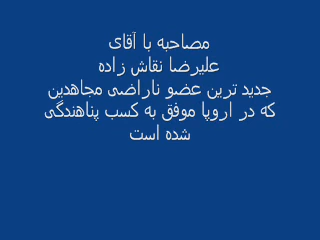 مصاحبه با آقای
علیرضا نقاش زاده
جدید ترین عضو ناراضی مجاهدین
که در اروپا موفق به کسب پناهندگی
شده است